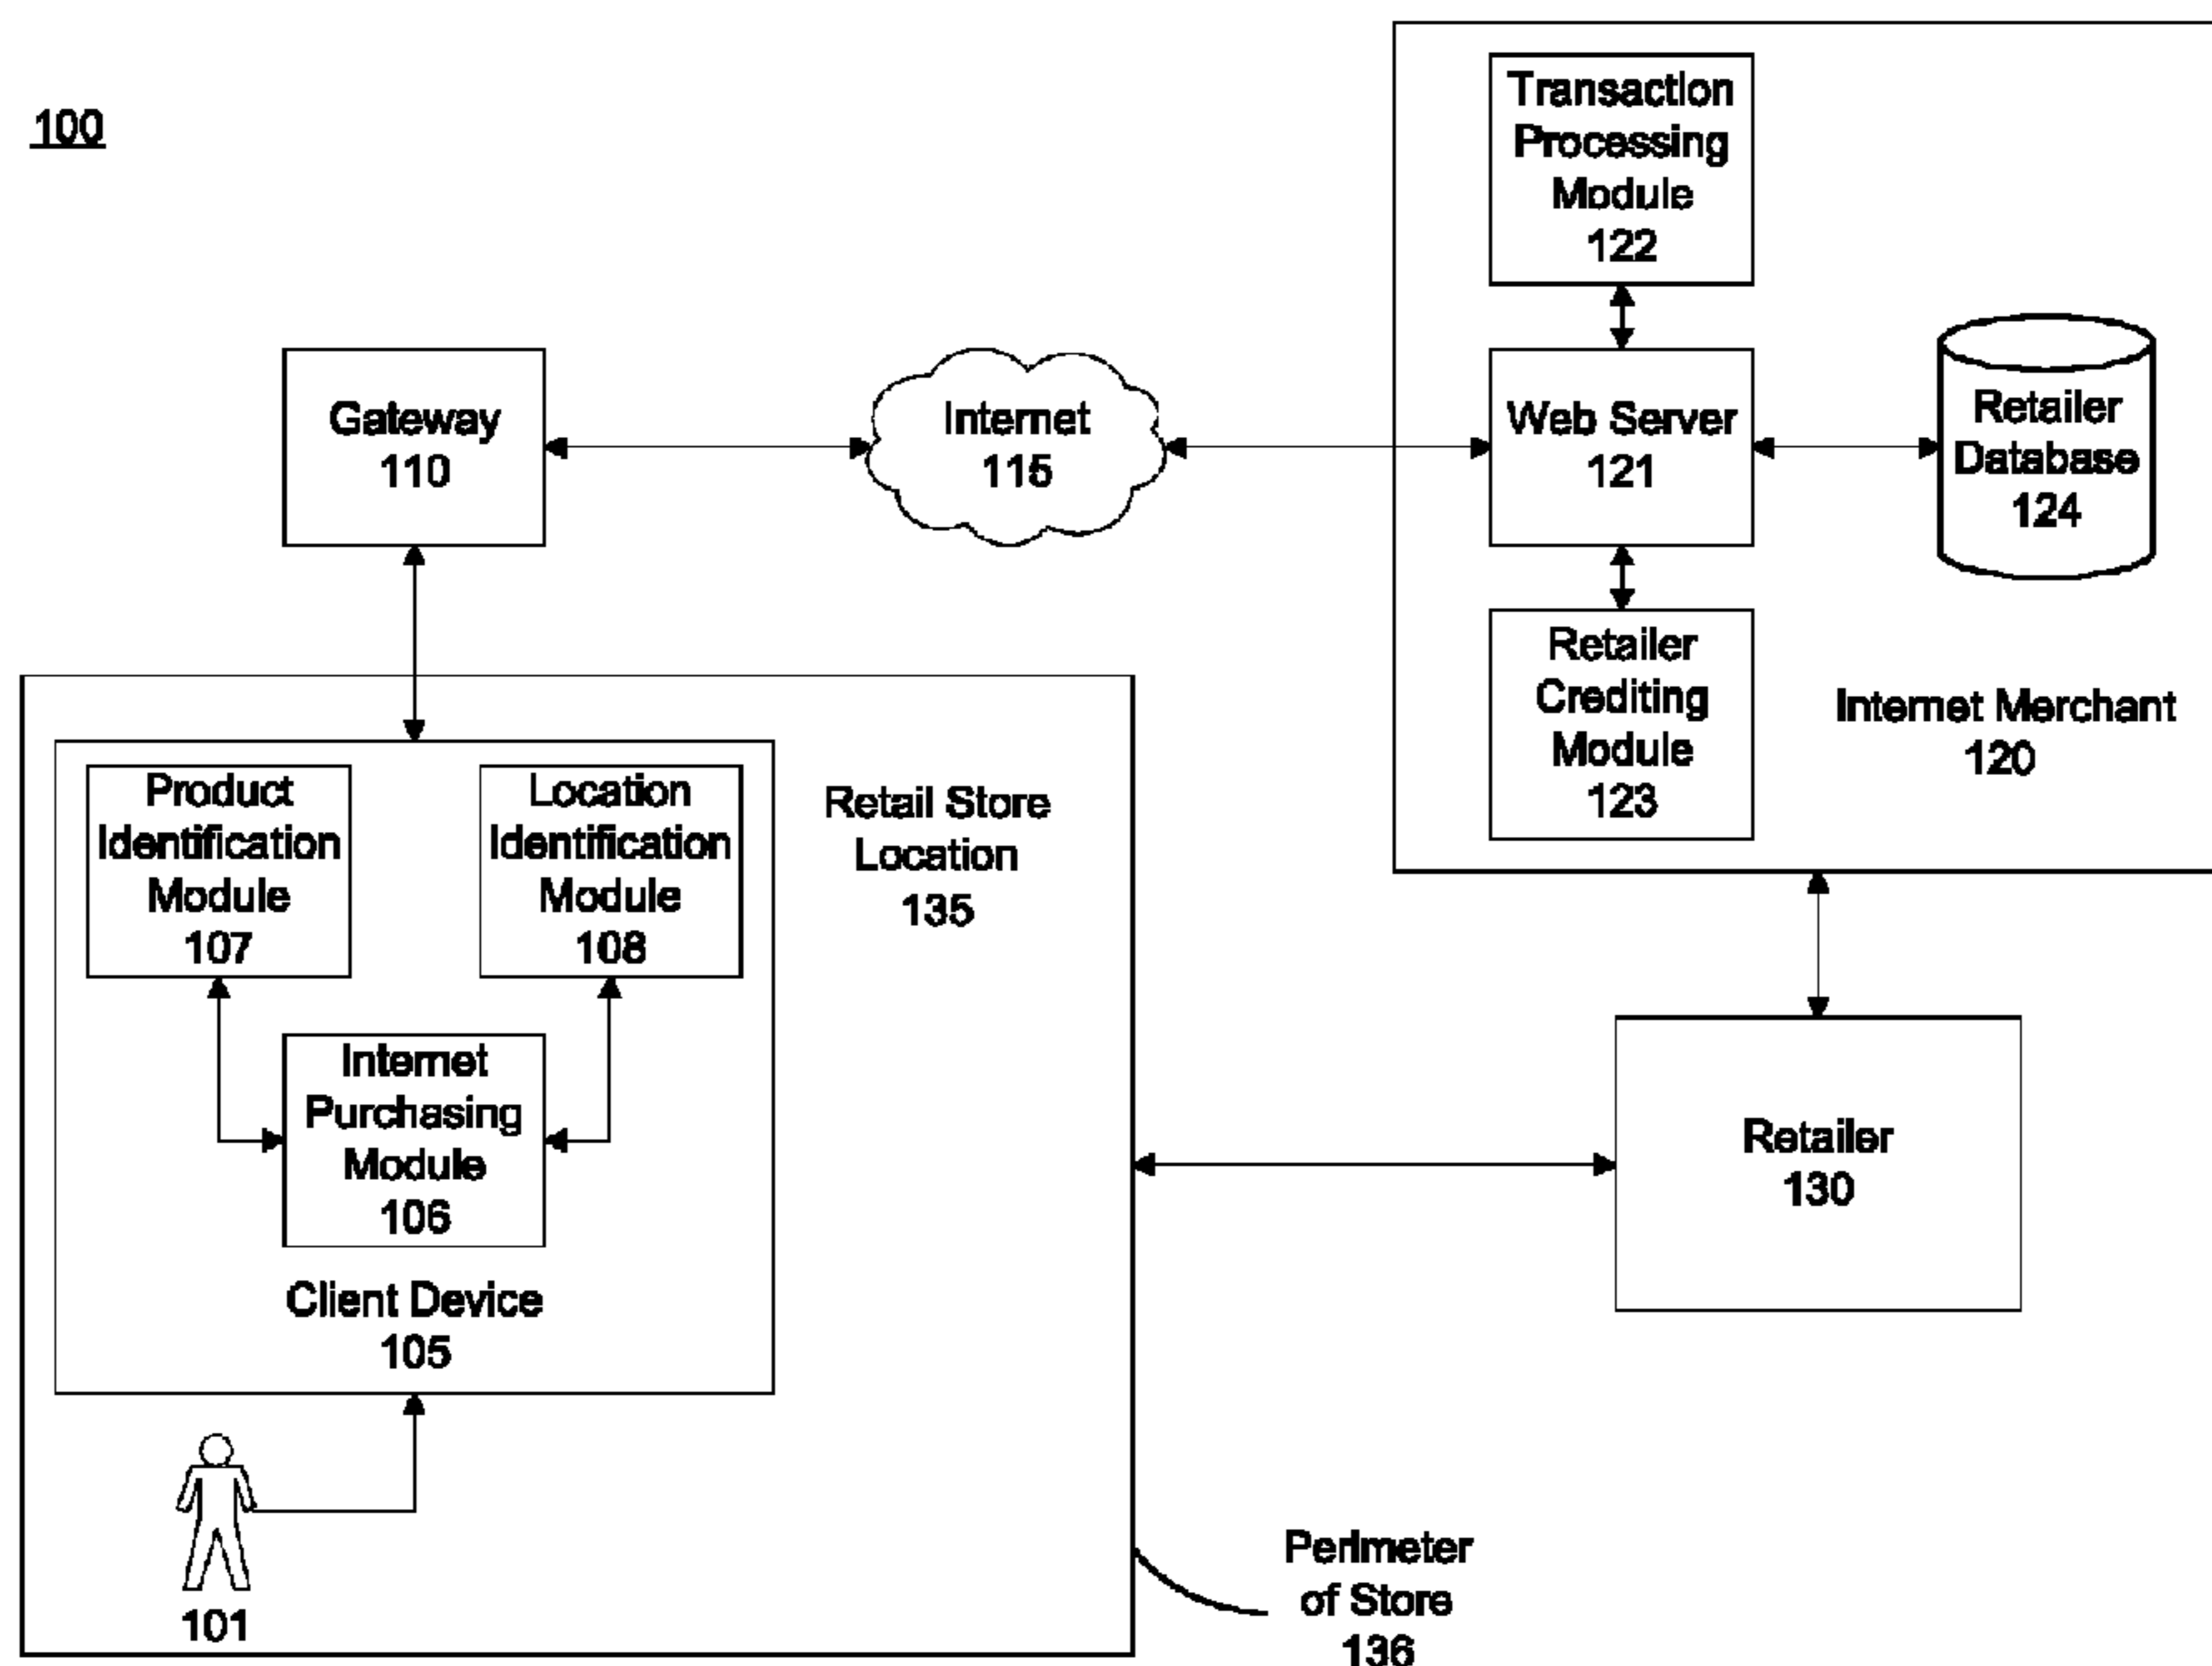 100
Transaction
Processing
Module
122
Gateway
110
Internet
115
Web Server
121
Retailer
Database
124
Retailer
Crediting
Module
123
Internet Merchant
120
Product
Identification
Module
107
Location
Identification
Module
108
Retail Store
Location
135
Internet
Purchasing
Module
106
Client Device
105
Retailer
130
101
Perimeter
of Store
136